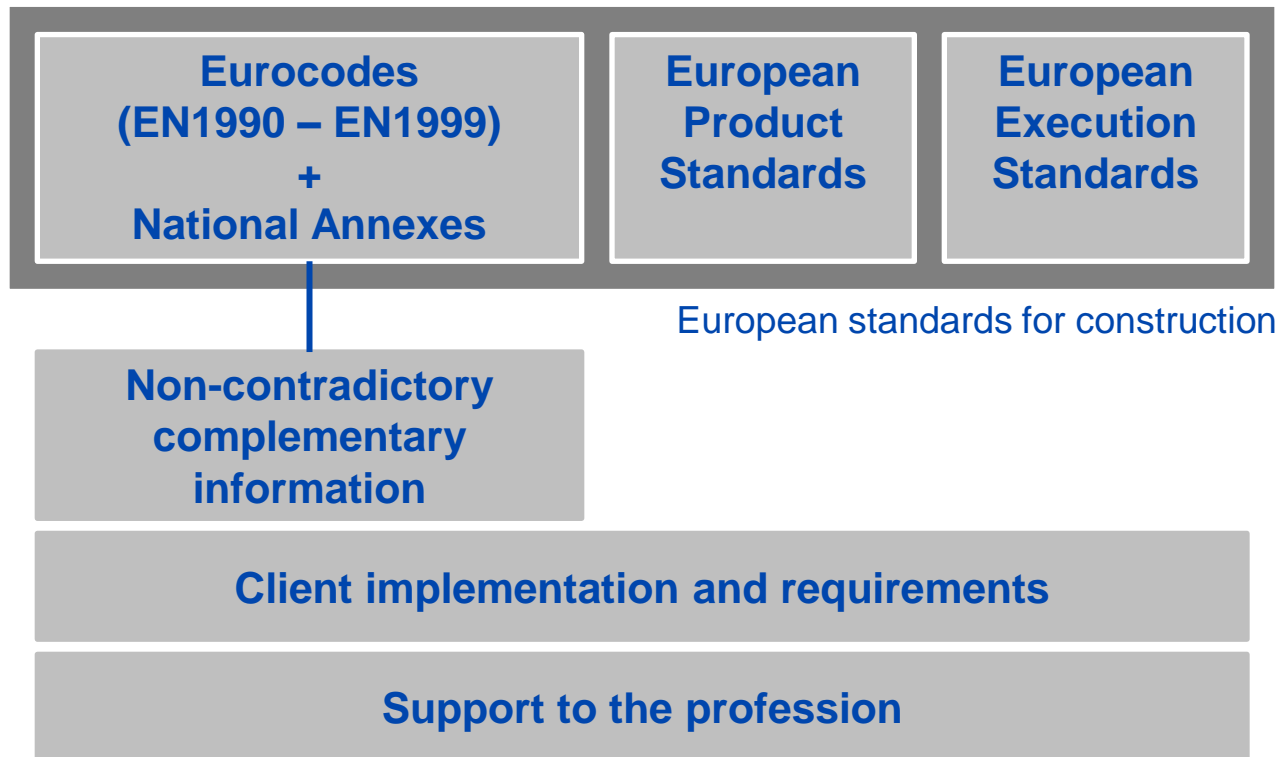 Eurocodes
(EN1990 – EN1999)
+
National Annexes
European
Product
Standards
European
Execution
Standards
European standards for construction
Non-contradictory
complementary
information
Client implementation and requirements
Support to the profession